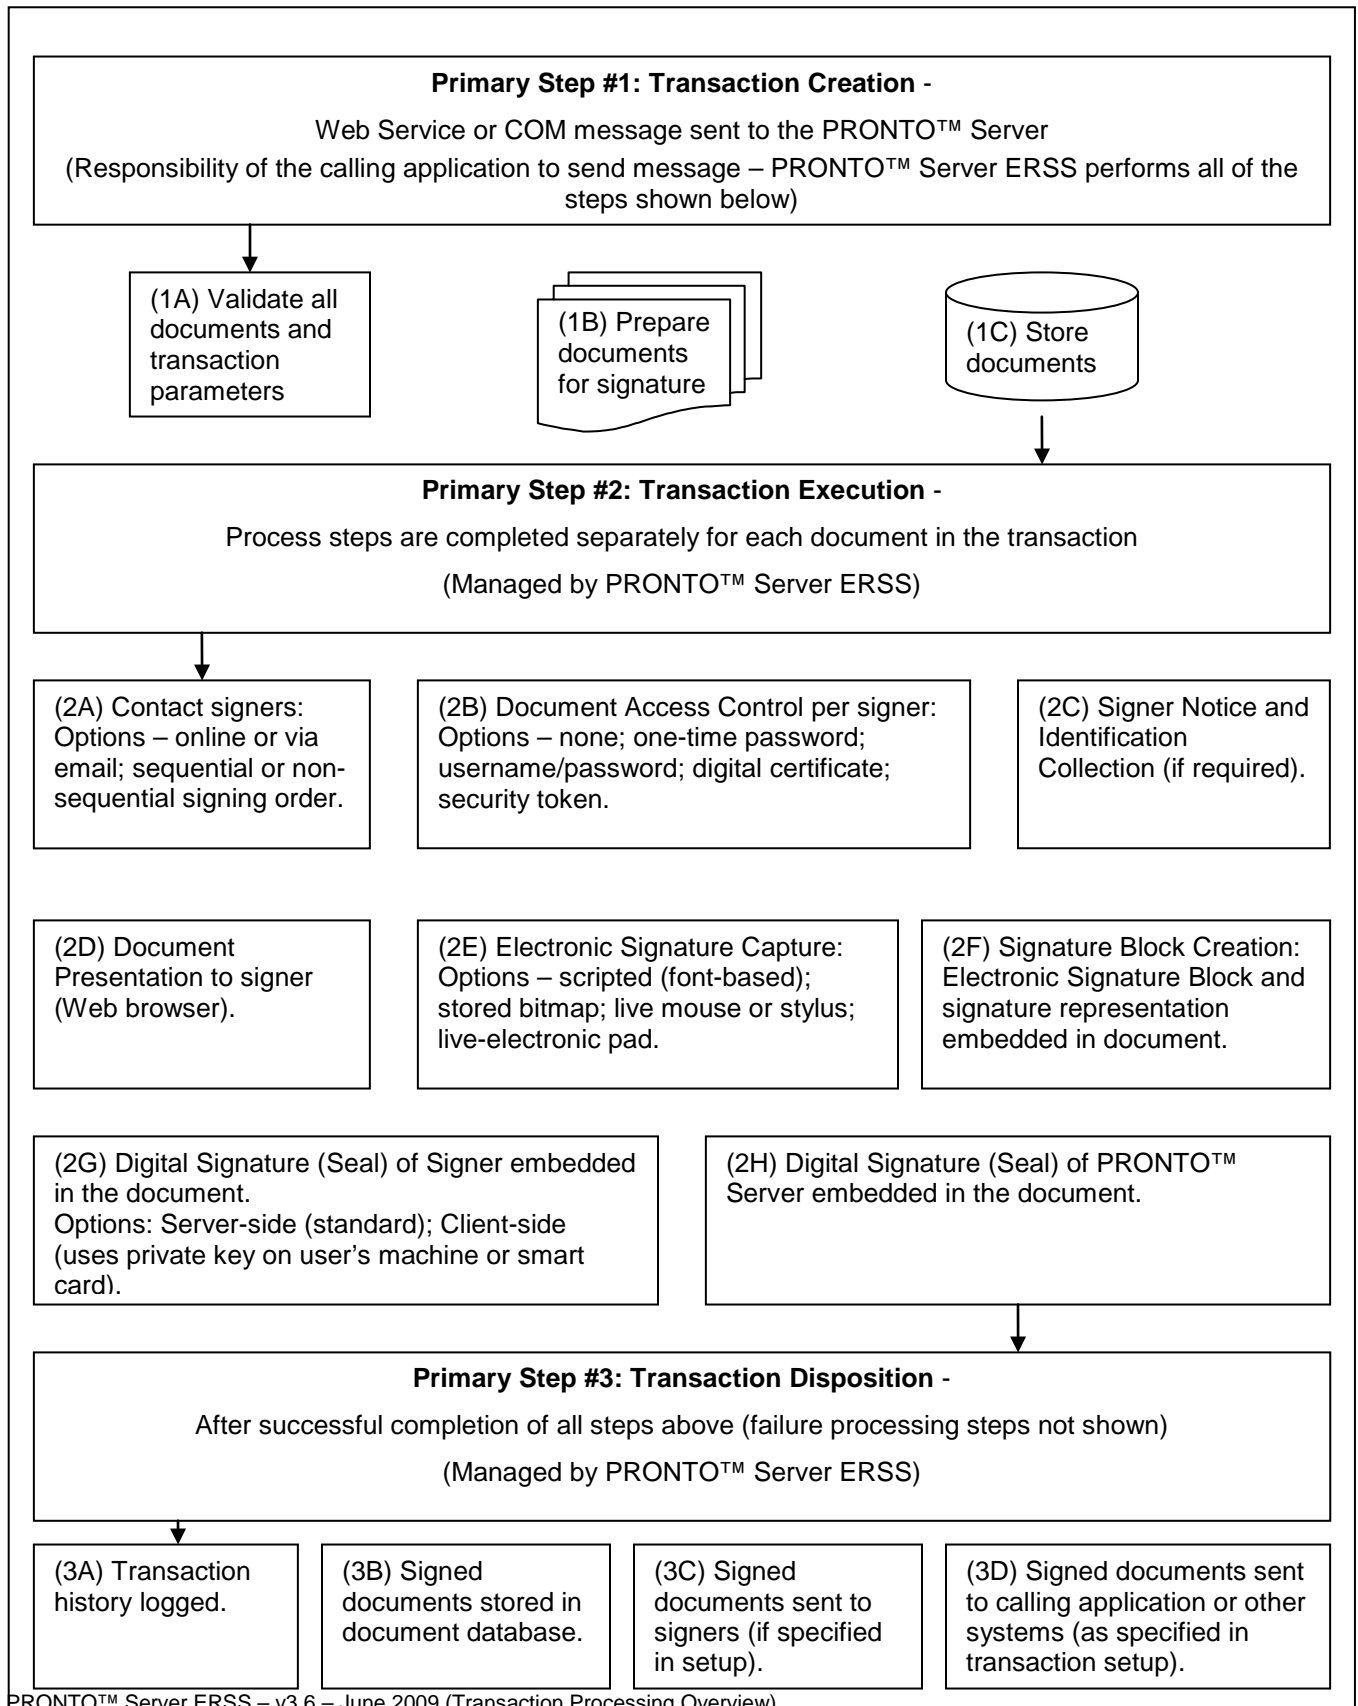 Primary Step #1: Transaction Creation -
Web Service or COM message sent to the PRONTO™ Server
(Responsibility of the calling application to send message – PRONTO™ Server ERSS performs all of the
steps shown below)
(1A) Validate all
documents and
transaction
parameters
(1B) Prepare
documents
for signature
(1C) Store
documents
Primary Step #2: Transaction Execution -
Process steps are completed separately for each document in the transaction
(Managed by PRONTO™ Server ERSS)
(2A) Contact signers:
Options – online or via
email; sequential or non-
sequential signing order.
(2B) Document Access Control per signer:
Options – none; one-time password;
username/password; digital certificate;
security token.
(2C) Signer Notice and
Identification
Collection (if required).
(2D) Document
Presentation to signer
(Web browser).
(2E) Electronic Signature Capture:
Options – scripted (font-based);
stored bitmap; live mouse or stylus;
live-electronic pad.
(2F) Signature Block Creation:
Electronic Signature Block and
signature representation
embedded in document.
(2G) Digital Signature (Seal) of Signer embedded
in the document.
Options: Server-side (standard); Client-side
(uses private key on user’s machine or smart
card).
(2H) Digital Signature (Seal) of PRONTO™
Server embedded in the document.
Primary Step #3: Transaction Disposition -
After successful completion of all steps above (failure processing steps not shown)
(Managed by PRONTO™ Server ERSS)
(3A) Transaction
history logged.
(3B) Signed
documents stored in
document database.
(3C) Signed
documents sent to
signers (if specified
in setup).
(3D) Signed documents sent
to calling application or other
systems (as specified in
transaction setup).
PRONTO™ Server ERSS – v3.6 – June 2009 (Transaction Processing Overview)